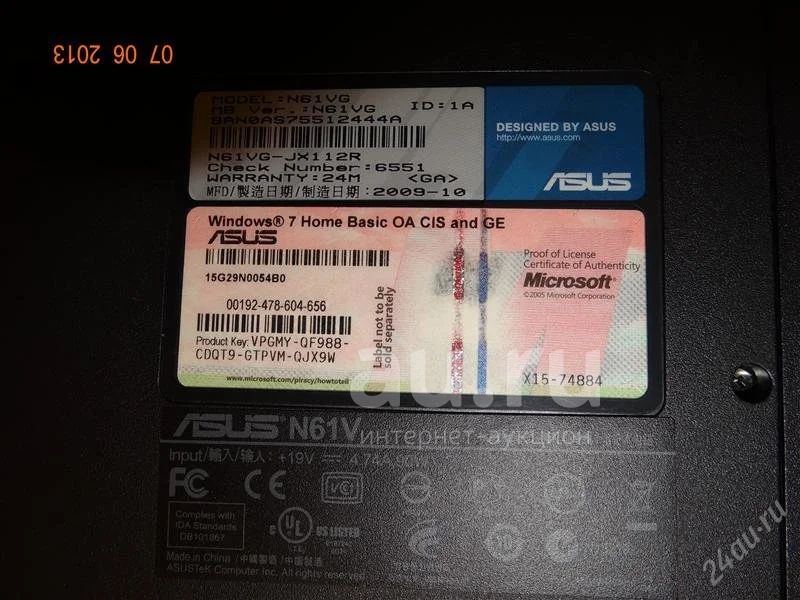 07 06 2013
MODEL:N61VG
MB Ver.:N61VG ID:1A
8AN0AS75512444A
N61VG-JX112R
Check Number:6551
WARRANTY:24M <GA>
MFD/製造日期/制造日期:2009-10
DESIGNED BY ASUS
http://www.asus.com
ASUS
Windows® 7 Home Basic OA CIS and GE
ASUS
15G29N0054B0
00192-478-604-656
Product Key: VPGMY-QF988-
CDQT9-GTPVM-QJX9W
www.microsoft.com/piracy/howtotell
Label not to be
sold separately
Proof of License
Certificate of Authenticity
Microsoft®
©2005 Microsoft Corporation
X15-74884
au.ru
интернет-аукцион
ASUS N61V
Input/輸入/输入: +19V 4.74A,
FC CE
Complies with
IDA Standards
DB101867
c UL US LISTED
Made in China /中國製造/中国制造
ASUSTeK Computer Inc. All Rights Reserved
24au.ru